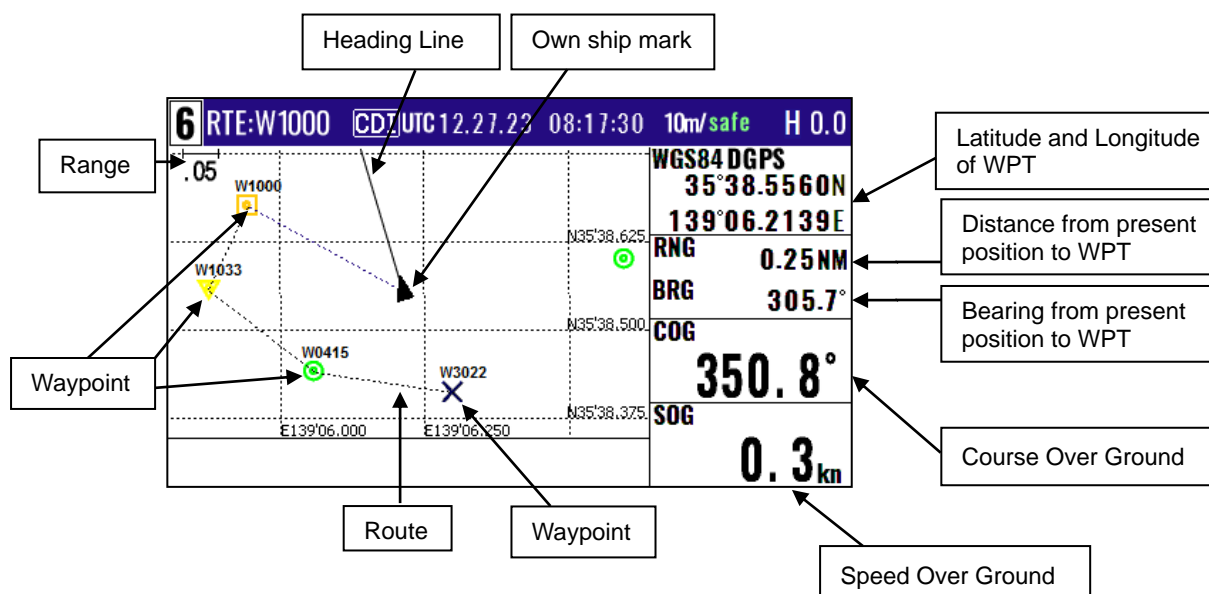 Heading Line
Own ship mark
6 RTE:W1000 CDI UTC 12.27.23 08:17:30 10m/safe H 0.0
Range
.05
W1000
W1033
W0415
W3022
N35°38.625
N35°38.500
N35°38.375
E139°06.000
E139°06.250
WGS84 DGPS
35°38.5560N
139°06.2139E
RNG
0.25NM
BRG
305.7°
COG
350.8°
SOG
0.3kn
Latitude and Longitude
of WPT
Distance from present
position to WPT
Bearing from present
position to WPT
Waypoint
Course Over Ground
Route
Waypoint
Speed Over Ground